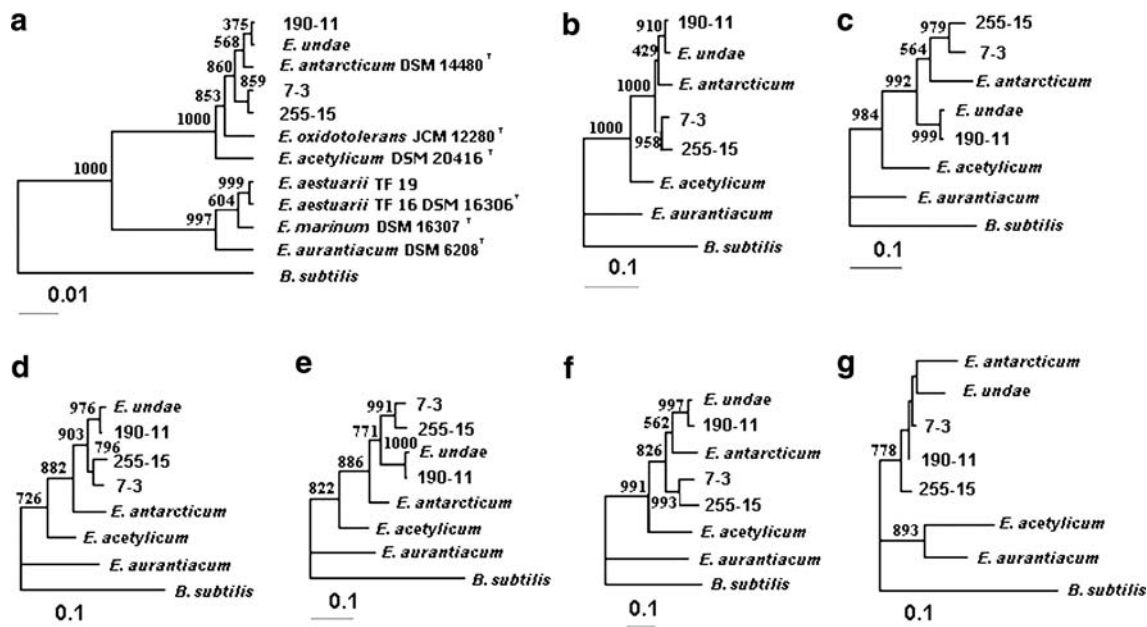 a
375
190-11
568
E. undae
E. antarcticum DSM 14480 T
860
859
7-3
853
255-15
1000
E. oxidotolerans JCM 12280 T
E. acetylicum DSM 20416 T
1000
999
E. aestuarii TF 19
604
E. aestuarii TF 16 DSM 16306 T
997
E. marinum DSM 16307 T
E. aurantiacum DSM 6208 T
B. subtilis
0.01
b
910
190-11
429
E. undae
E. antarcticum
1000
7-3
1000
958
255-15
E. acetylicum
E. aurantiacum
B. subtilis
0.1
c
979
255-15
564
7-3
992
E. antarcticum
E. undae
984
999
190-11
E. acetylicum
E. aurantiacum
B. subtilis
0.1
d
976
E. undae
903
190-11
796
255-15
882
7-3
726
E. antarcticum
E. acetylicum
E. aurantiacum
B. subtilis
0.1
e
991
7-3
771
255-15
1000
E. undae
886
190-11
822
E. antarcticum
E. acetylicum
E. aurantiacum
B. subtilis
0.1
f
997
E. undae
562
190-11
826
E. antarcticum
7-3
991
993
255-15
E. acetylicum
E. aurantiacum
B. subtilis
0.1
g
E. antarcticum
E. undae
7-3
778
190-11
255-15
893
E. acetylicum
E. aurantiacum
B. subtilis
0.1